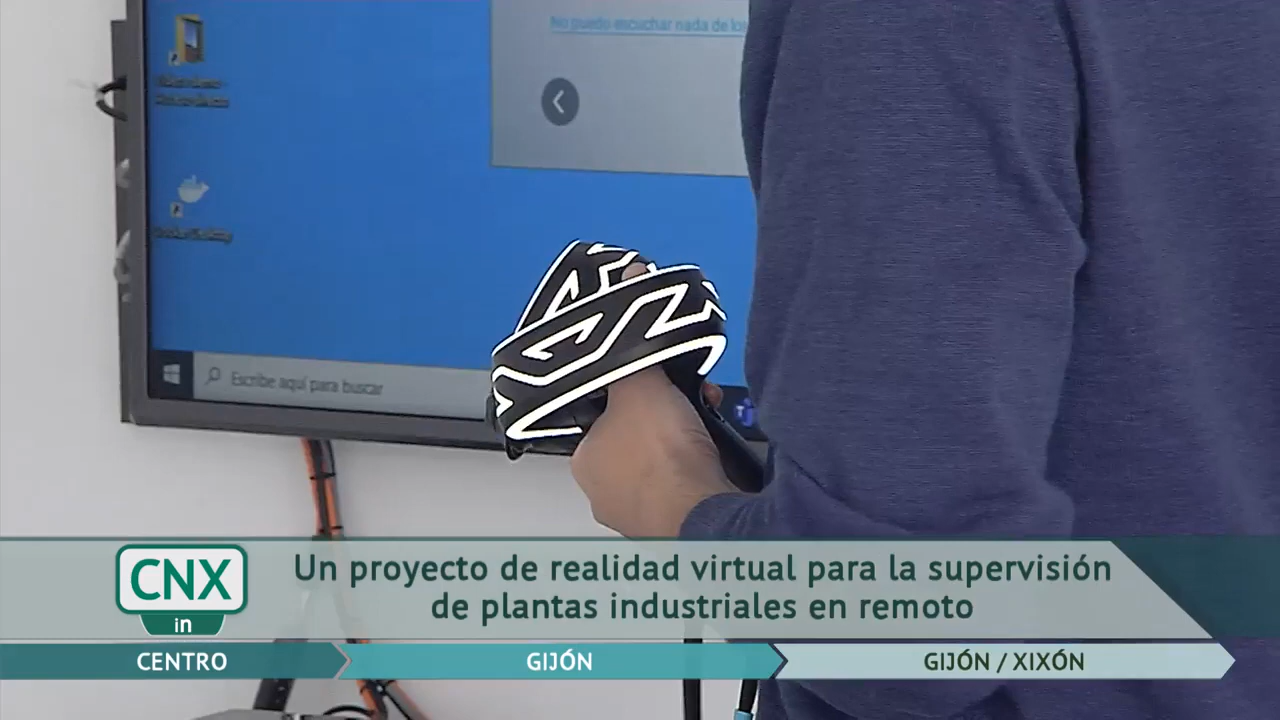 No puedo escuchar nada de los
Escribe aquí para buscar
CNX
in
Un proyecto de realidad virtual para la supervisión
de plantas industriales en remoto
CENTRO
GIJÓN
GIJÓN / XIXÓN